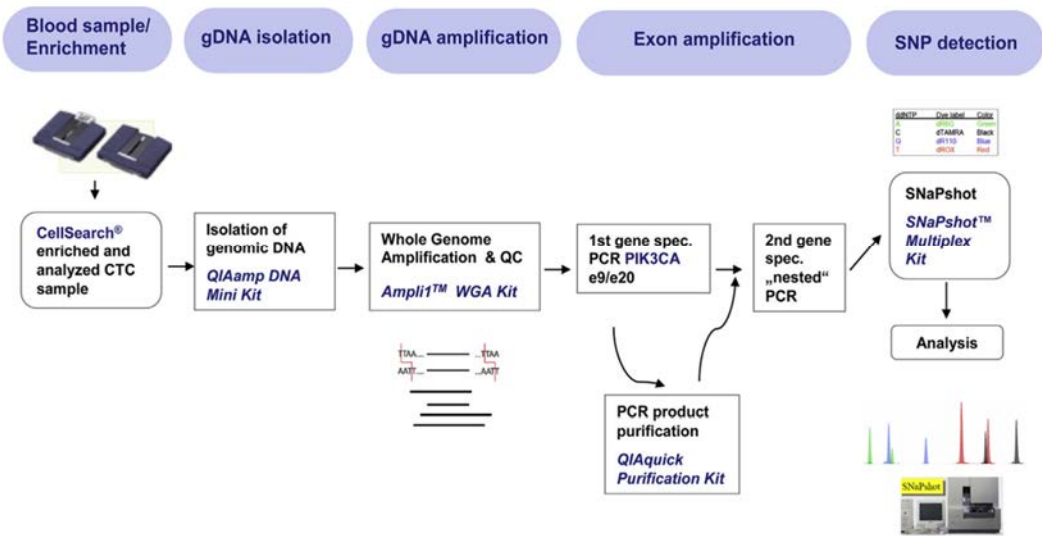 Blood sample/
Enrichment
gDNA isolation
gDNA amplification
Exon amplification
SNP detection
ddNTP Dye label Color
A dR6G Green
C dTAMRA Black
G dR110 Blue
T dROX Red
CellSearch®
enriched and
analyzed CTC
sample
Isolation of
genomic DNA
QIAamp DNA
Mini Kit
Whole Genome
Amplification & QC
Ampli1™ WGA Kit
1st gene spec.
PCR PIK3CA
e9/e20
2nd gene
spec.
„nested“
PCR
SNaPshot
SNaPshot™
Multiplex
Kit
Analysis
TTAA... ...TTAA
AATT... ...AATT
PCR product
purification
QIAquick
Purification Kit
SNaPshot